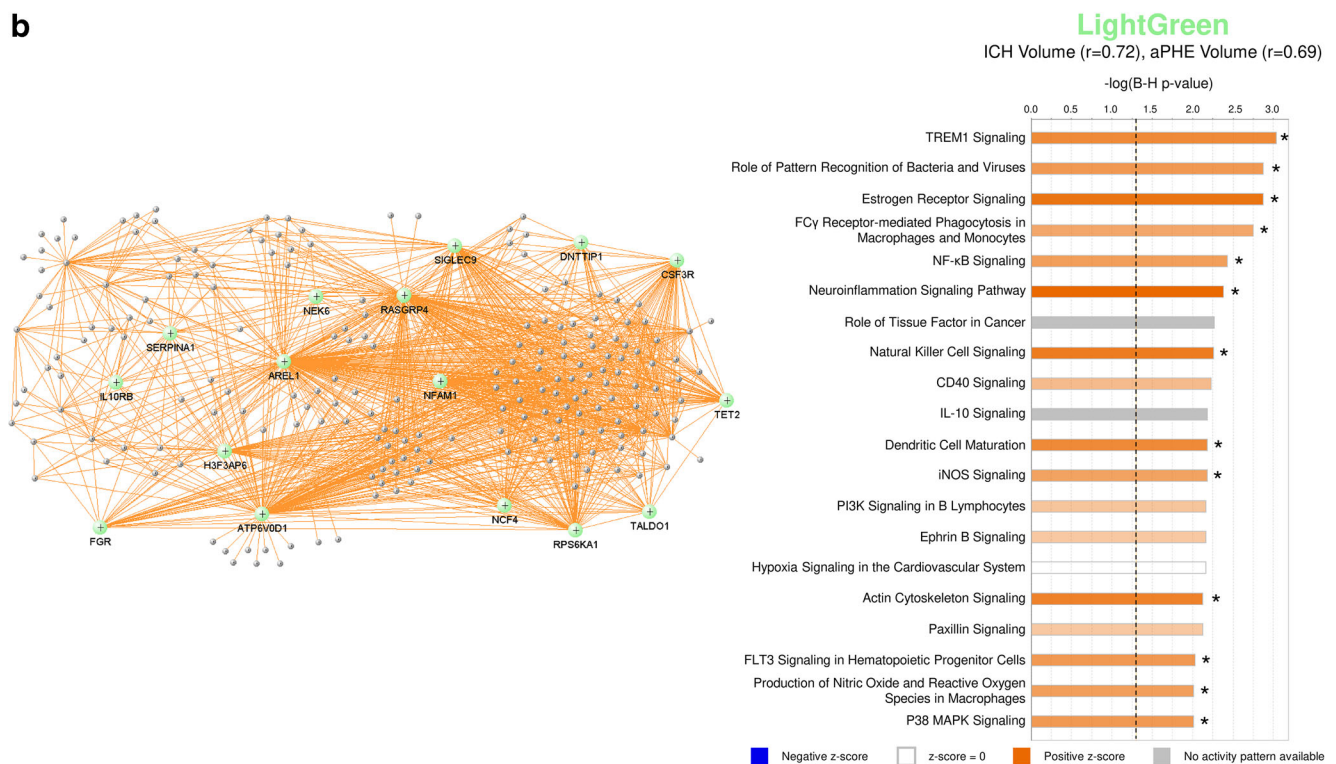 b
LightGreen
ICH Volume (r=0.72), aPHE Volume (r=0.69)
-log(B-H p-value)
0.0 0.5 1.0 1.5 2.0 2.5 3.0
TREM1 Signaling *
Role of Pattern Recognition of Bacteria and Viruses *
Estrogen Receptor Signaling *
FCγ Receptor-mediated Phagocytosis in
Macrophages and Monocytes *
NF-κB Signaling *
Neuroinflammation Signaling Pathway *
Role of Tissue Factor in Cancer
Natural Killer Cell Signaling *
CD40 Signaling
IL-10 Signaling
Dendritic Cell Maturation *
iNOS Signaling *
PI3K Signaling in B Lymphocytes
Ephrin B Signaling
Hypoxia Signaling in the Cardiovascular System
Actin Cytoskeleton Signaling *
Paxillin Signaling
FLT3 Signaling in Hematopoietic Progenitor Cells *
Production of Nitric Oxide and Reactive Oxygen
Species in Macrophages *
P38 MAPK Signaling *
Negative z-score
z-score = 0
Positive z-score
No activity pattern available
SIGLEC9
DNTTIP1
CSF3R
NEK6
RASGRP4
SERPINA1
AREL1
IL10RB
NFAM1
TET2
H3F3AP6
ATP6V0D1
NCF4
TALDO1
FGR
RPS6KA1